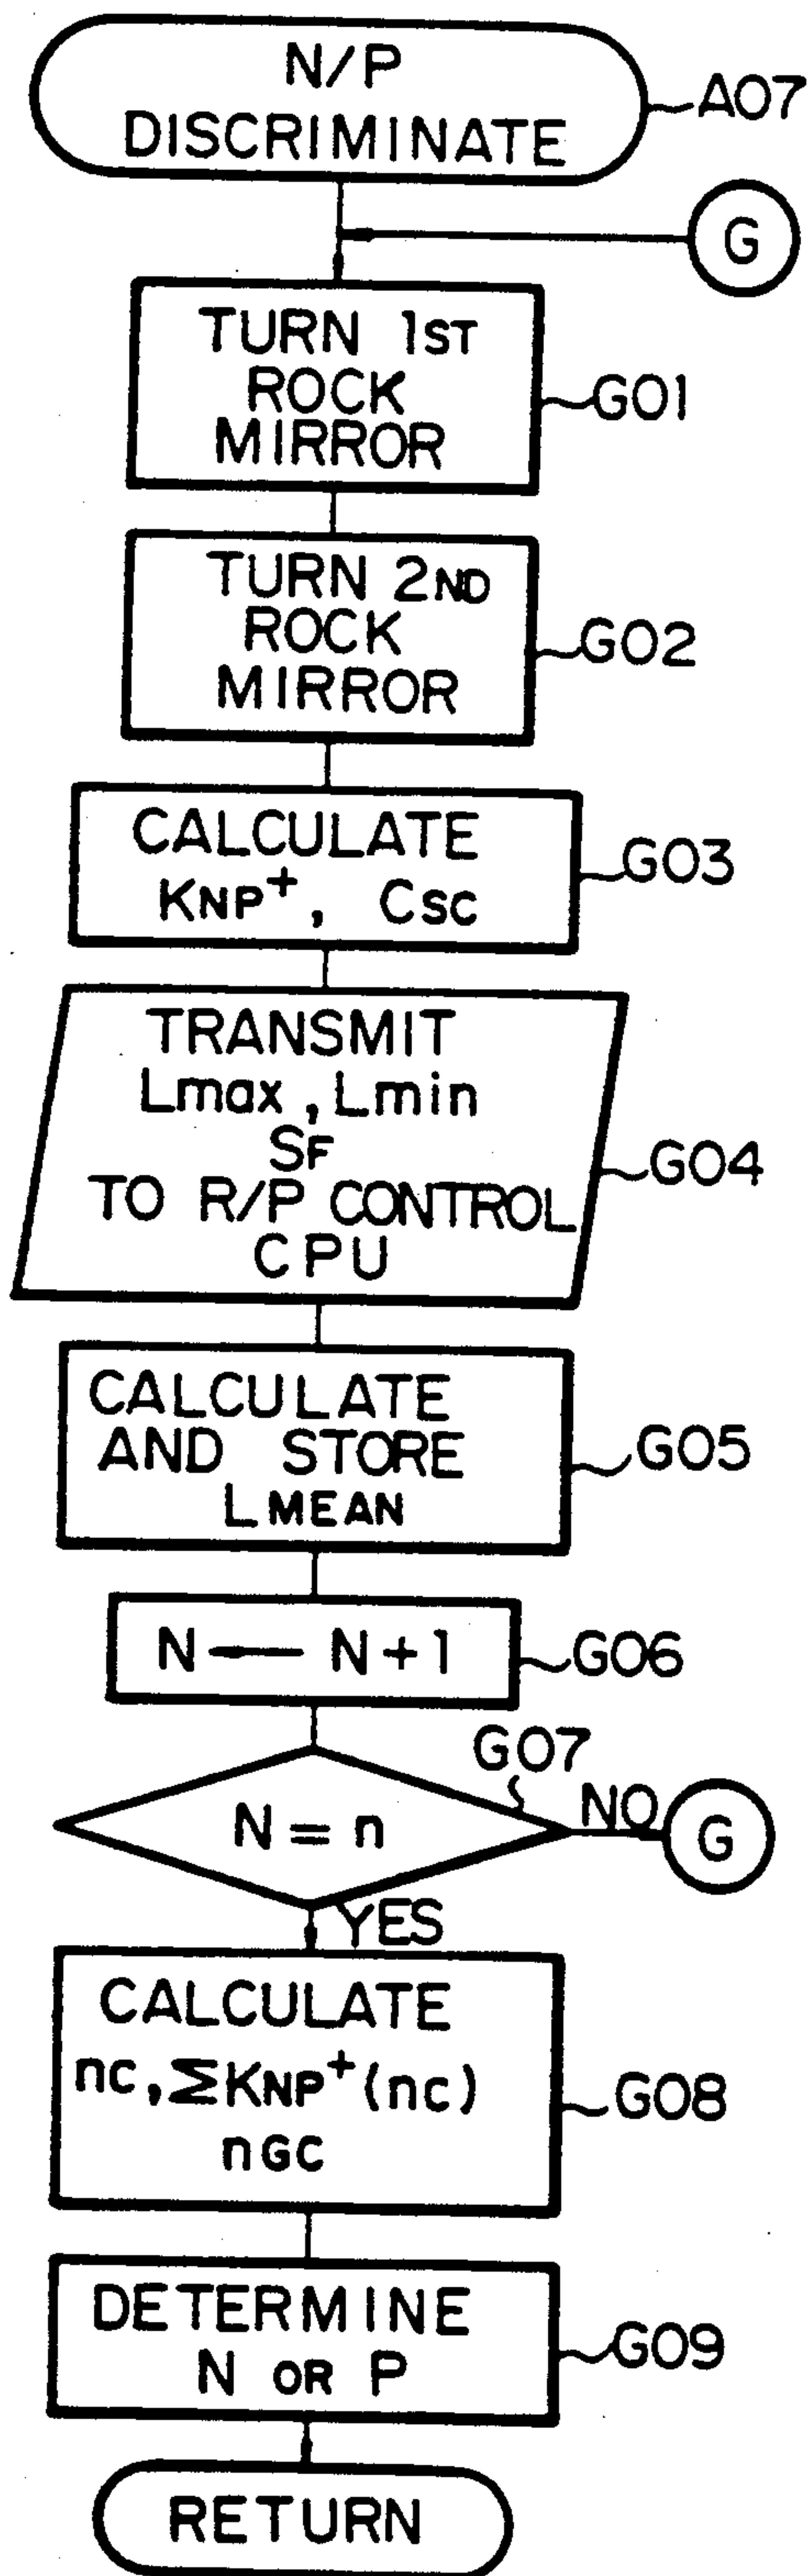 N/P
DISCRIMINATE
A07
G
TURN 1ST
ROCK
MIRROR
G01
TURN 2ND
ROCK
MIRROR
G02
CALCULATE
KNP+, CSC
G03
TRANSMIT
Lmax, Lmin
SF
TO R/P CONTROL
CPU
G04
CALCULATE
AND STORE
LMEAN
G05
N ← N+1
G06
G07
N = n
NO
G
YES
CALCULATE
nc, ΣKNP+(nc)
nGC
G08
DETERMINE
N OR P
G09
RETURN